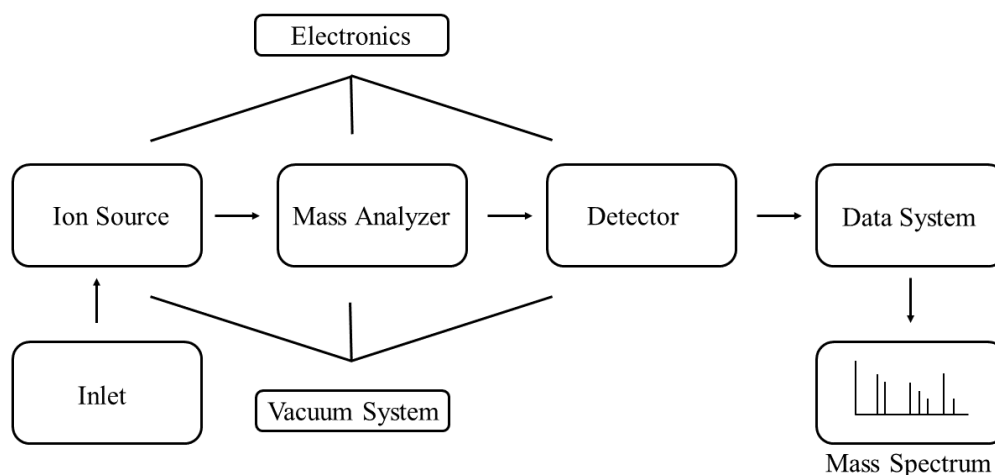 Electronics
Ion Source
Mass Analyzer
Detector
Data System
Inlet
Vacuum System
Mass Spectrum